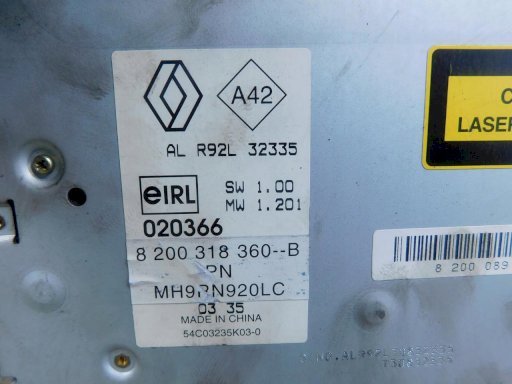 A42
AL R92L 32335
eIRL
SW 1.00
MW 1.201
020366
8 200 318 360--B
PN
MH9PN920LC
03 35
MADE IN CHINA
54C03235K03-0
LASER
8 200 089